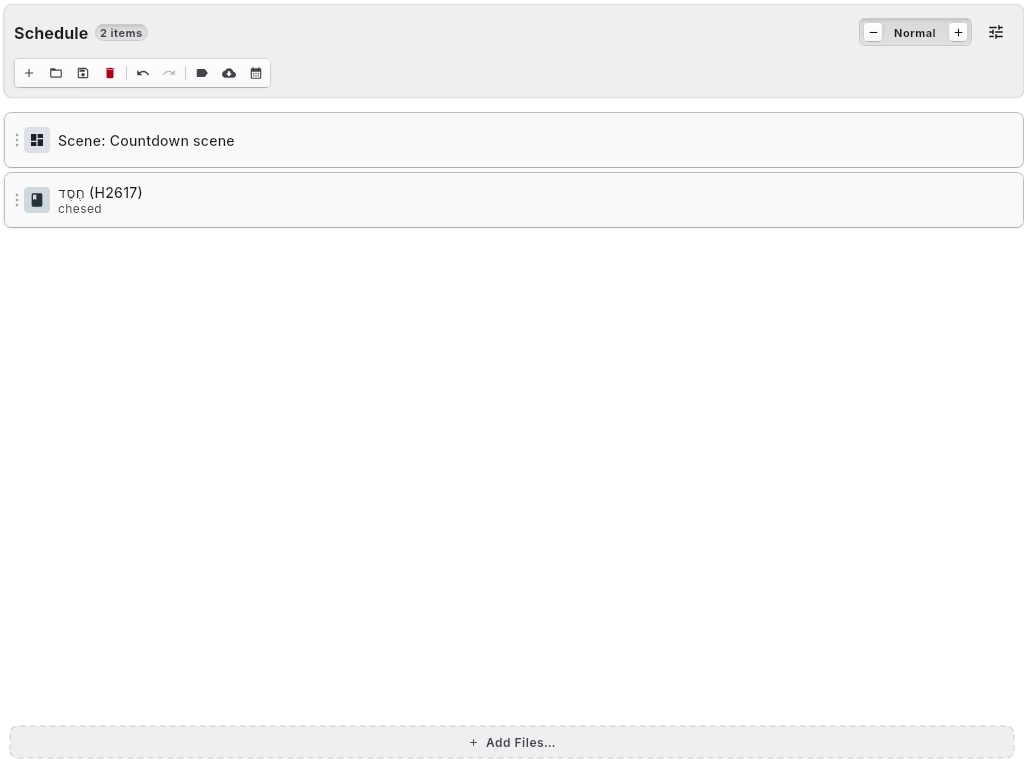 Schedule
2 items
Normal
Scene: Countdown scene
חֶסֶד (H2617)
chesed
Add Files...